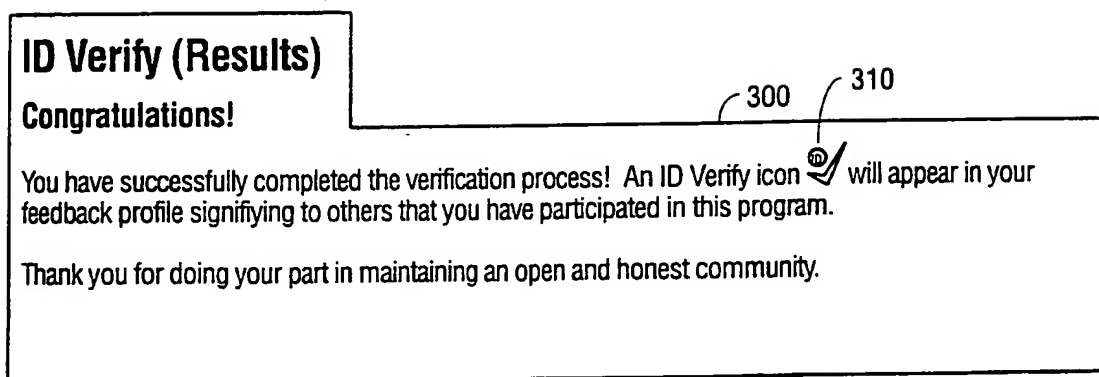 ID Verify (Results)
Congratulations!
300
310
You have successfully completed the verification process! An ID Verify icon ID will appear in your
feedback profile signifiying to others that you have participated in this program.
Thank you for doing your part in maintaining an open and honest community.